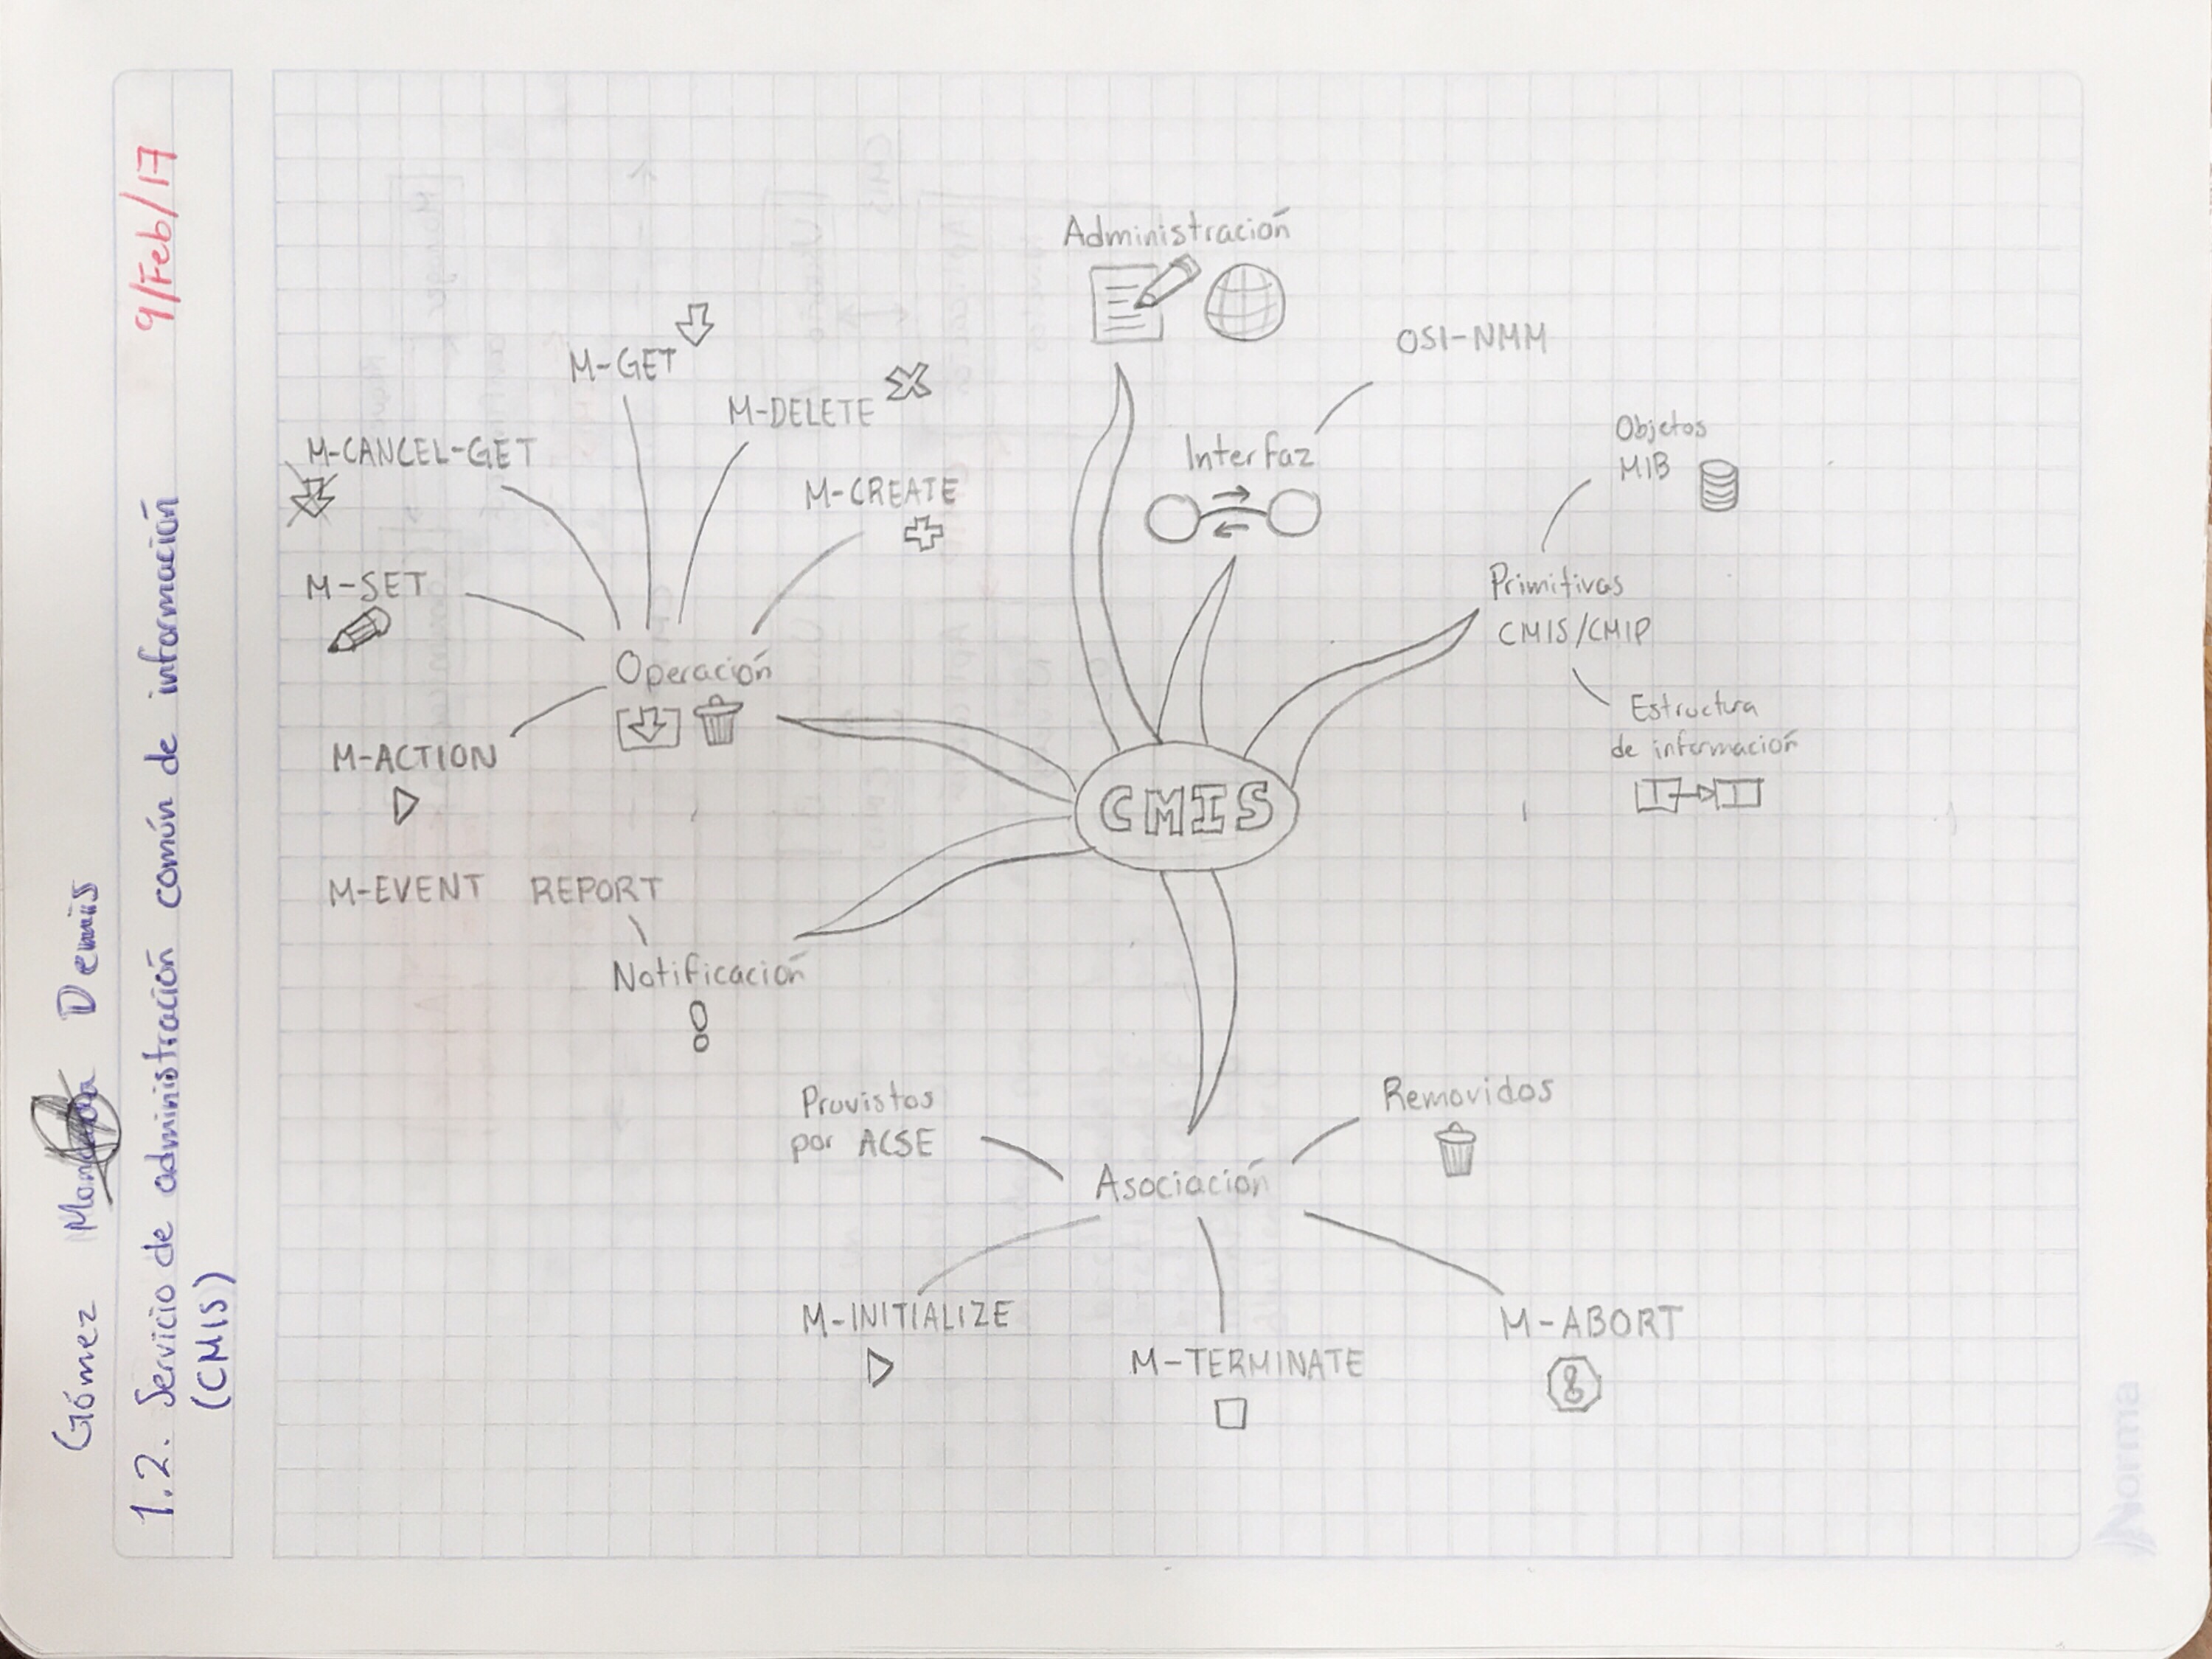 Gómez Denis
1.2. Servicio de administración común de información
(CMIS)
9/Feb/17
Administración
OSI-NMM
Interfaz
Objetos
MIB
Primitivas
CMIS/CMIP
Estructura
de información
M-GET
M-DELETE
M-CANCEL-GET
M-CREATE
M-SET
Operación
M-ACTION
CMIS
M-EVENT REPORT
Notificación
Provistos
por ACSE
Removidos
Asociación
M-INITIALIZE
M-TERMINATE
M-ABORT
Norma